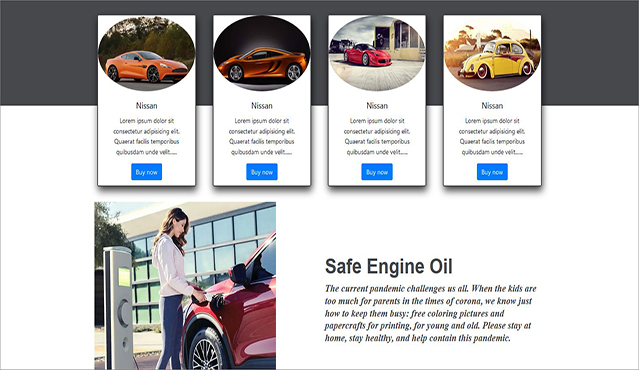 Nissan
Lorem ipsum dolor sit
consectetur adipisicing elit.
Quaerat facilis temporibus
quibusdam unde velit......
Buy now
Nissan
Lorem ipsum dolor sit
consectetur adipisicing elit.
Quaerat facilis temporibus
quibusdam unde velit......
Buy now
Nissan
Lorem ipsum dolor sit
consectetur adipisicing elit.
Quaerat facilis temporibus
quibusdam unde velit......
Buy now
Nissan
Lorem ipsum dolor sit
consectetur adipisicing elit.
Quaerat facilis temporibus
quibusdam unde velit......
Buy now
Safe Engine Oil
The current pandemic challenges us all. When the kids are
too much for parents in the times of corona, we know just
how to keep them busy; free coloring pictures and
papercrafts for printing, for young and old. Please stay at
home, stay healthy, and help contain this pandemic.